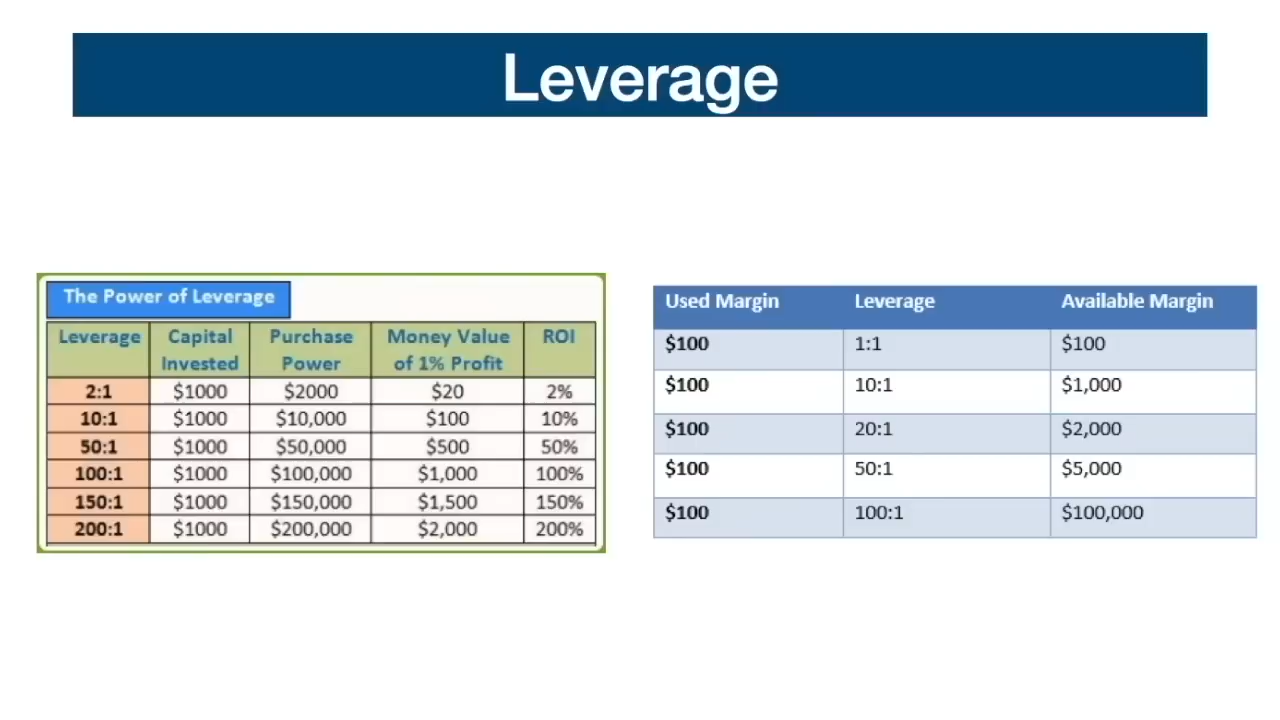 Leverage
The Power of Leverage
Leverage Capital Invested Purchase Power Money Value of 1% Profit ROI
2:1 $1000 $2000 $20 2%
10:1 $1000 $10,000 $100 10%
50:1 $1000 $50,000 $500 50%
100:1 $1000 $100,000 $1,000 100%
150:1 $1000 $150,000 $1,500 150%
200:1 $1000 $200,000 $2,000 200%
Used Margin Leverage Available Margin
$100 1:1 $100
$100 10:1 $1,000
$100 20:1 $2,000
$100 50:1 $5,000
$100 100:1 $100,000